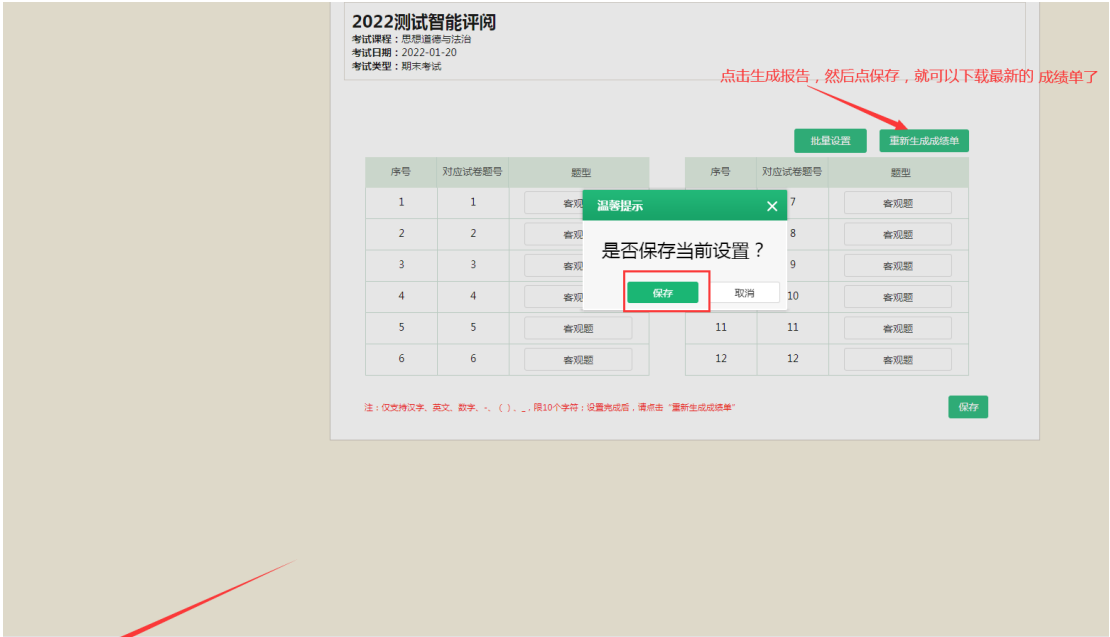 2022测试智能评阅
考试课程：思想道德与法治
考试日期：2022-01-20
考试类型：期末考试
点击生成报告，然后点保存，就可以下载最新的 成绩单了
批量设置 重新生成成绩单
序号 对应试卷题号 题型 序号 对应试卷题号 题型
1 1 客观 7 客观题
2 2 客观 8 客观题
3 3 客观 9 客观题
4 4 客观 10 客观题
5 5 客观题 11 11 客观题
6 6 客观题 12 12 客观题
温馨提示
是否保存当前设置？
保存 取消
注：仅支持汉字、英文、数字、-、（）、_，限10个字符；设置完成后，请点击“重新生成成绩单”
保存